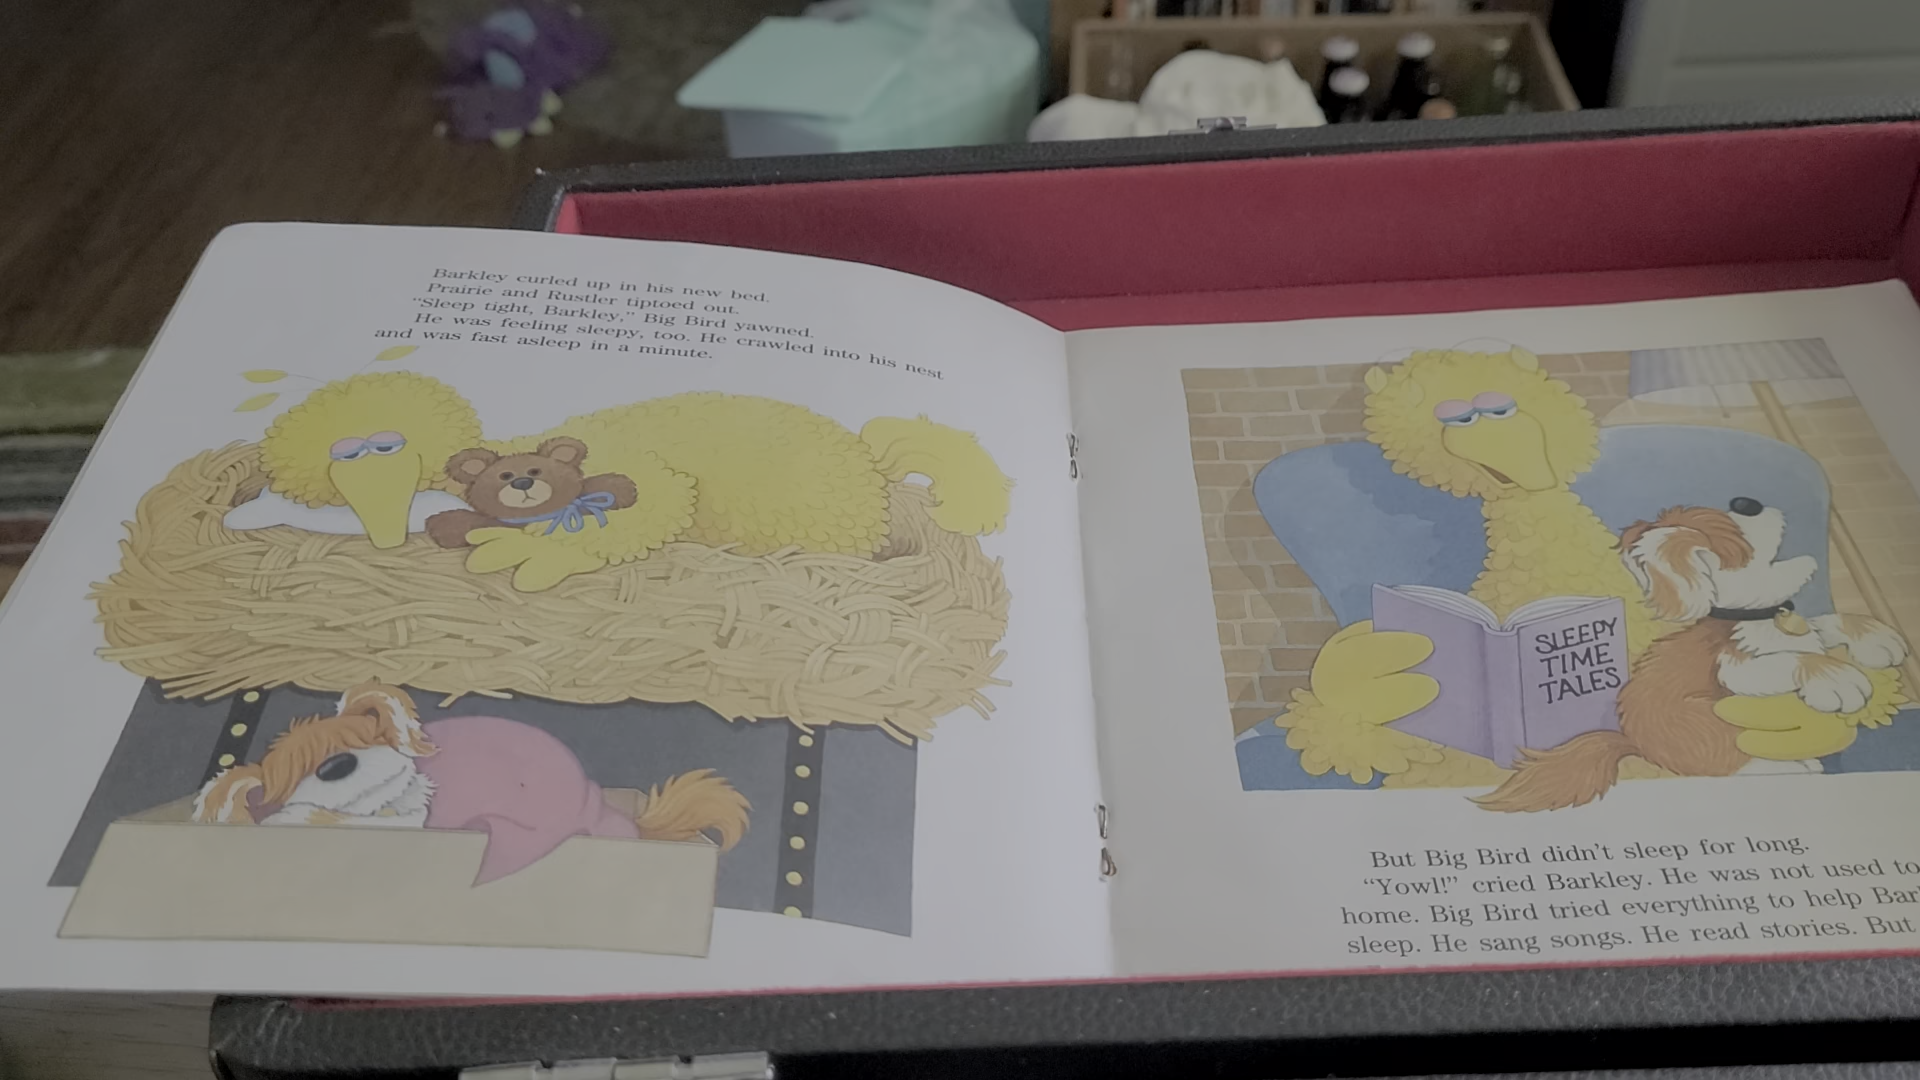 Barkley curled up in his new bed.
Prairie and Rustler tiptoed out.
“Sleep tight, Barkley,” Big Bird yawned.
He was feeling sleepy, too. He crawled into his nest
and was fast asleep in a minute.
SLEEPY
TIME
TALES
But Big Bird didn’t sleep for long.
“Yowl!” cried Barkley. He was not used to
home. Big Bird tried everything to help Bar
sleep. He sang songs. He read stories. But